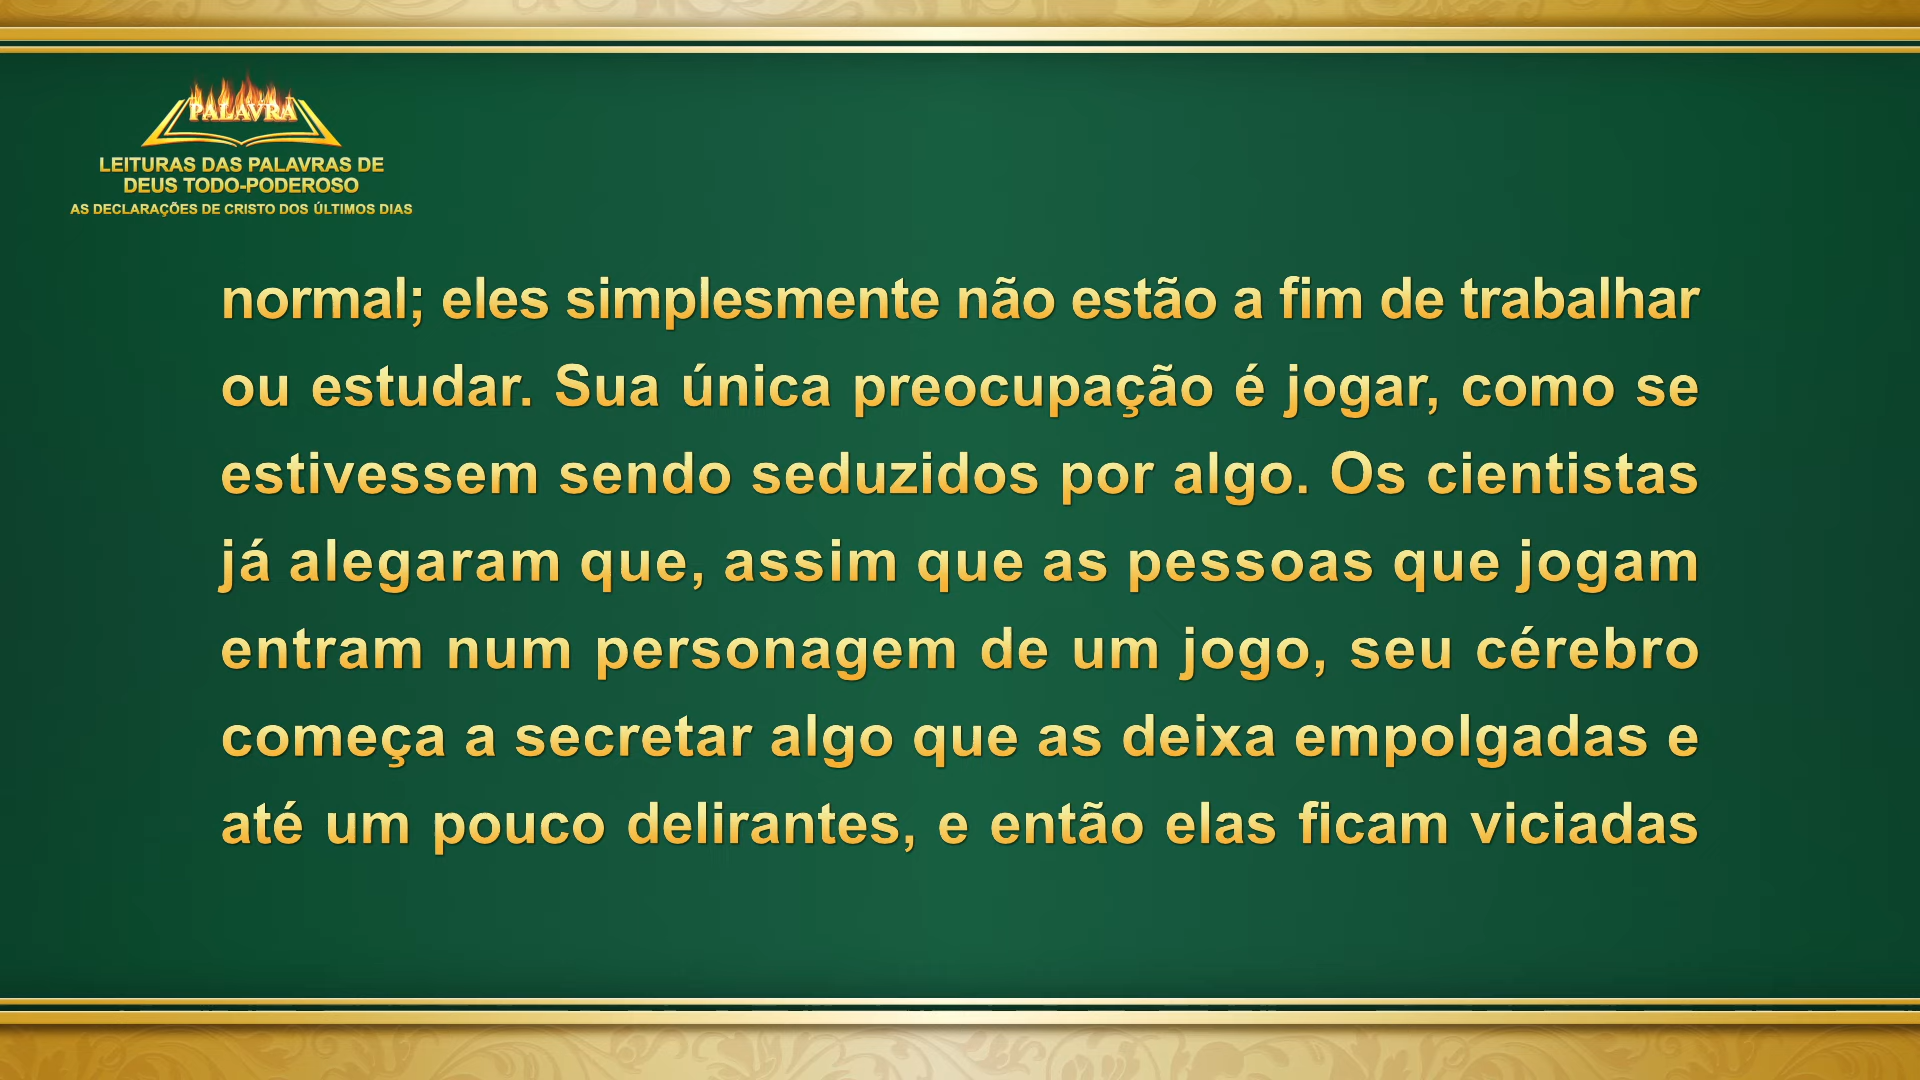 PALAVRA
LEITURAS DAS PALAVRAS DE
DEUS TODO-PODEROSO
AS DECLARAÇÕES DE CRISTO DOS ÚLTIMOS DIAS
normal; eles simplesmente não estão a fim de trabalhar
ou estudar. Sua única preocupação é jogar, como se
estivessem sendo seduzidos por algo. Os cientistas
já alegaram que, assim que as pessoas que jogam
entram num personagem de um jogo, seu cérebro
começa a secretar algo que as deixa empolgadas e
até um pouco delirantes, e então elas ficam viciadas